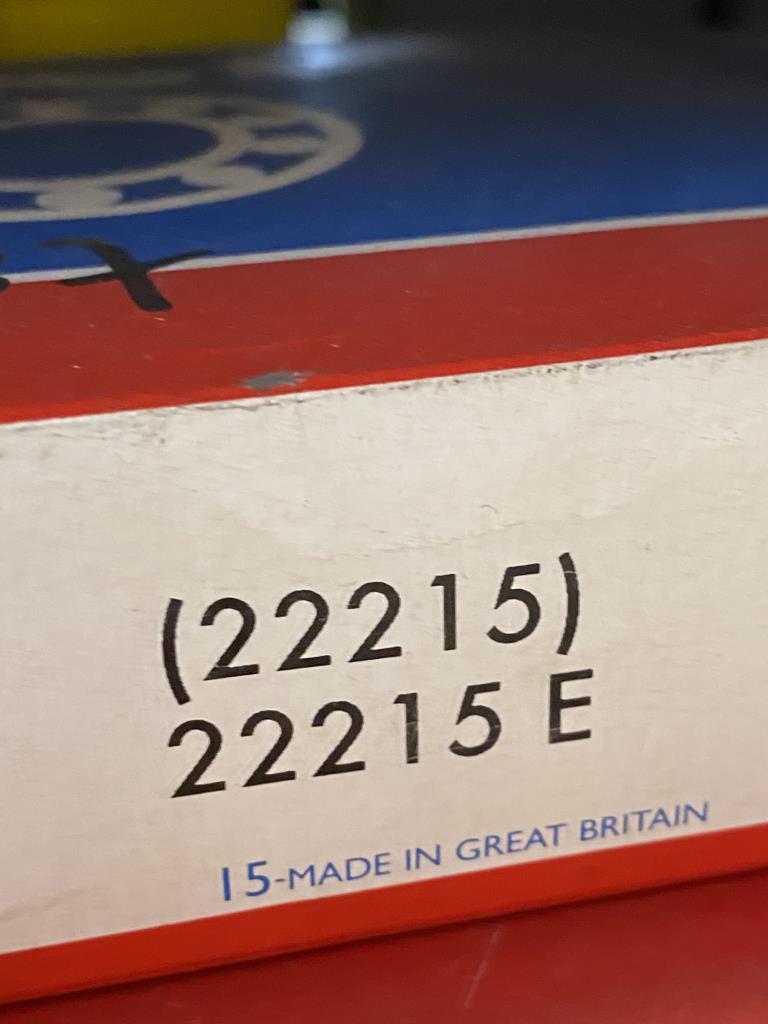 (22215)
22215 E
15-MADE IN GREAT BRITAIN